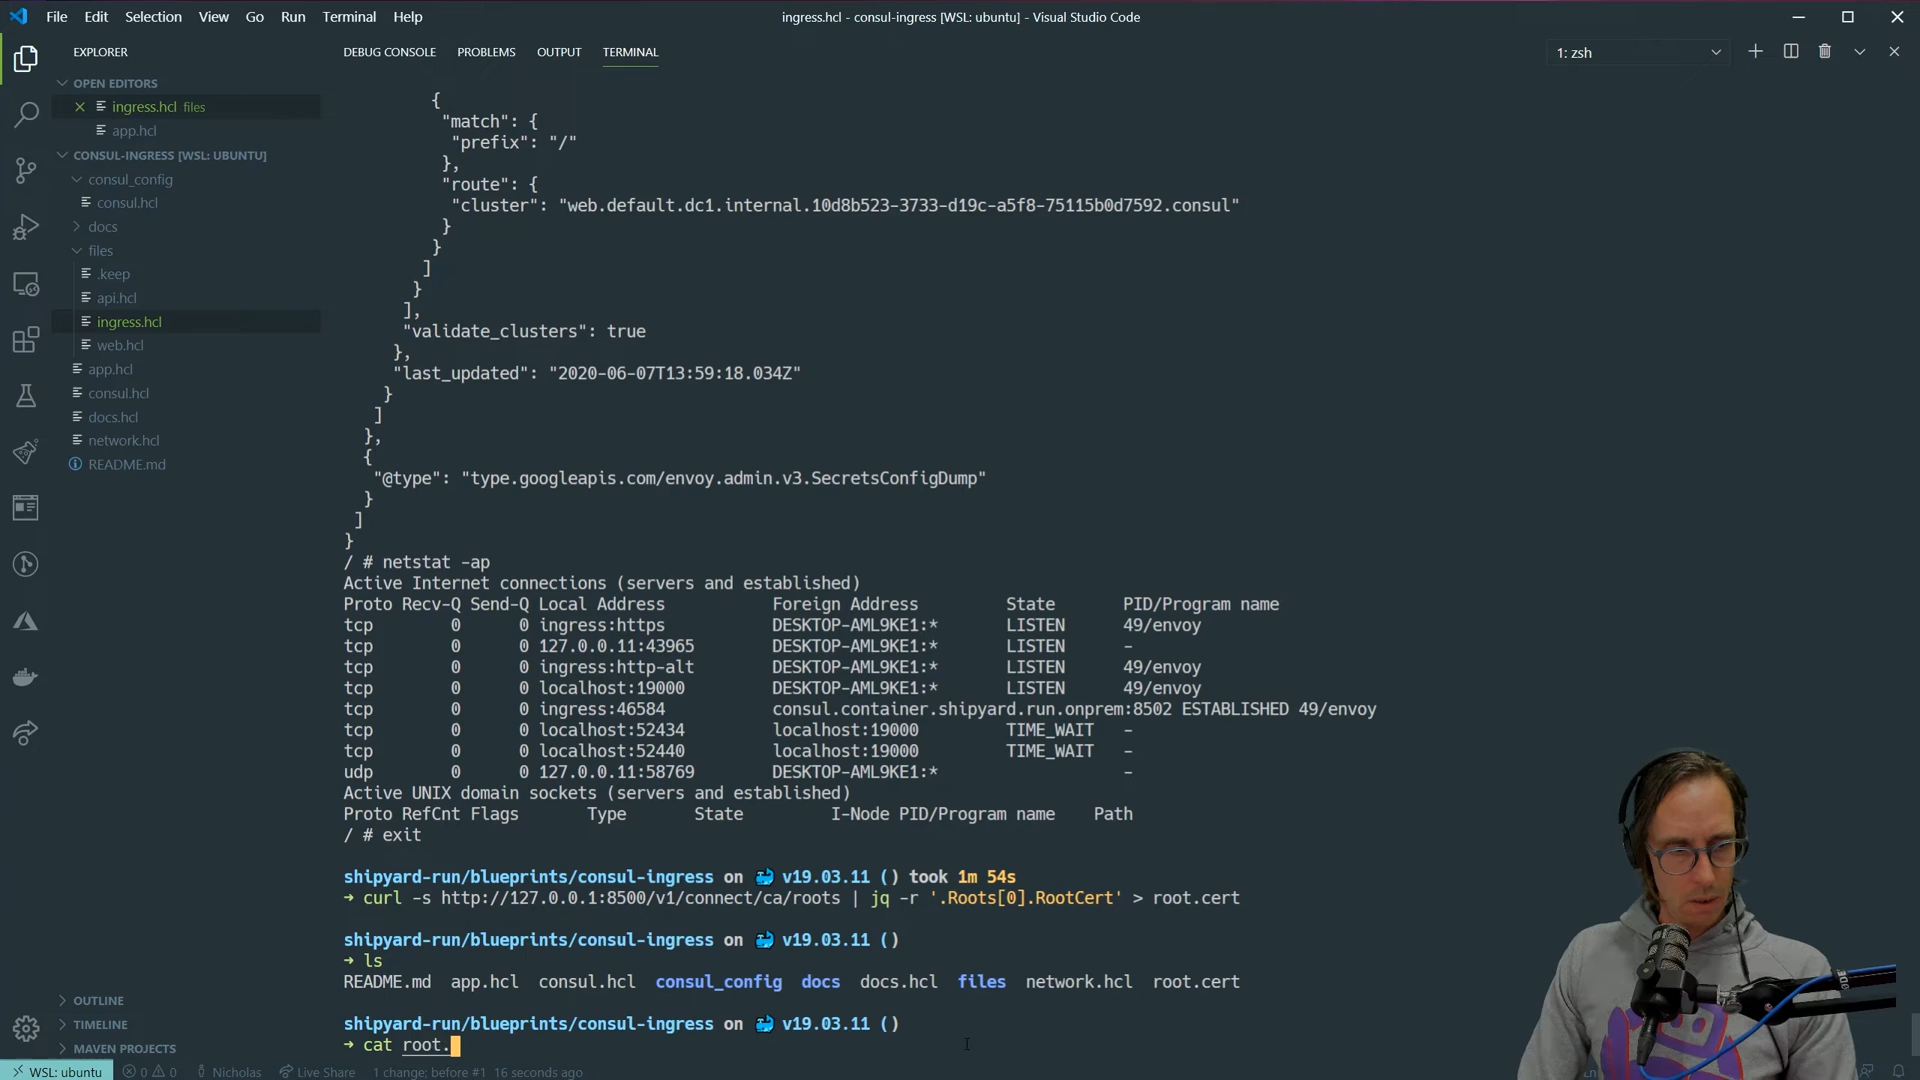 File Edit Selection View Go Run Terminal Help
ingress.hcl - consul-ingress [WSL: ubuntu] - Visual Studio Code
EXPLORER
OPEN EDITORS
ingress.hcl files
app.hcl
CONSUL-INGRESS [WSL: UBUNTU]
consul_config
consul.hcl
docs
files
.keep
api.hcl
ingress.hcl
web.hcl
app.hcl
consul.hcl
docs.hcl
network.hcl
README.md
OUTLINE
TIMELINE
MAVEN PROJECTS
DEBUG CONSOLE PROBLEMS OUTPUT TERMINAL
1: zsh
{
"match": {
"prefix": "/"
},
"route": {
"cluster": "web.default.dc1.internal.10d8b523-3733-d19c-a5f8-75115b0d7592.consul"
}
}
]
}
],
"validate_clusters": true
},
"last_updated": "2020-06-07T13:59:18.034Z"
}
]
},
{
"@type": "type.googleapis.com/envoy.admin.v3.SecretsConfigDump"
}
]
}
/ # netstat -ap
Active Internet connections (servers and established)
Proto Recv-Q Send-Q Local Address Foreign Address State PID/Program name
tcp 0 0 ingress:https DESKTOP-AML9KE1:* LISTEN 49/envoy
tcp 0 0 127.0.0.11:43965 DESKTOP-AML9KE1:* LISTEN -
tcp 0 0 ingress:http-alt DESKTOP-AML9KE1:* LISTEN 49/envoy
tcp 0 0 localhost:19000 DESKTOP-AML9KE1:* LISTEN 49/envoy
tcp 0 0 ingress:46584 consul.container.shipyard.run.onprem:8502 ESTABLISHED 49/envoy
tcp 0 0 localhost:52434 localhost:19000 TIME_WAIT -
tcp 0 0 localhost:52440 localhost:19000 TIME_WAIT -
udp 0 0 127.0.0.11:58769 DESKTOP-AML9KE1:* -
Active UNIX domain sockets (servers and established)
Proto RefCnt Flags Type State I-Node PID/Program name Path
/ # exit
shipyard-run/blueprints/consul-ingress on v19.03.11 () took 1m 54s
➜ curl -s http://127.0.0.1:8500/v1/connect/ca/roots | jq -r '.Roots[0].RootCert' > root.cert
shipyard-run/blueprints/consul-ingress on v19.03.11 ()
➜ ls
README.md app.hcl consul.hcl consul_config docs docs.hcl files network.hcl root.cert
shipyard-run/blueprints/consul-ingress on v19.03.11 ()
➜ cat root.
WSL: ubuntu 0 0 Nicholas Live Share 1 change; before #1 16 seconds ago